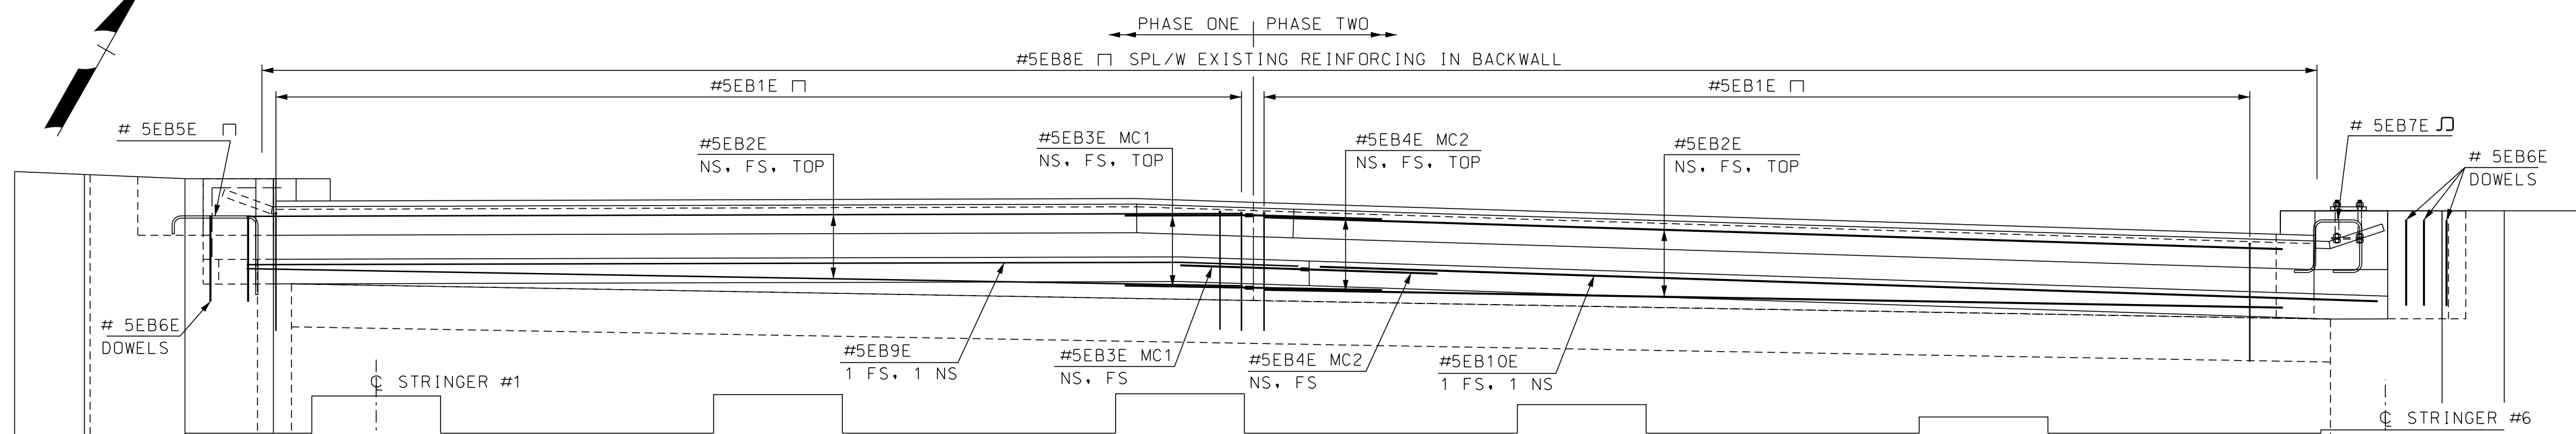 PHASE ONE PHASE TWO
#5EB8E SPL/W EXISTING REINFORCING IN BACKWALL
#5EB1E
#5EB1E
# 5EB5E
#5EB2E
NS, FS, TOP
#5EB3E MC1
NS, FS, TOP
#5EB4E MC2
NS, FS, TOP
#5EB2E
NS, FS, TOP
# 5EB7E
# 5EB6E
DOWELS
# 5EB6E
DOWELS
#5EB9E
1 FS, 1 NS
#5EB3E MC1
NS, FS
#5EB4E MC2
NS, FS
#5EB10E
1 FS, 1 NS
℄ STRINGER #1
℄ STRINGER #6